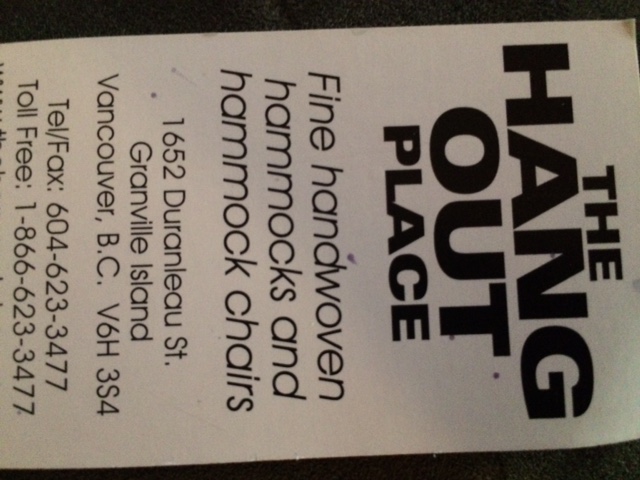 THE
HANG
OUT
PLACE
Fine handwoven
hammocks and
hammock chairs
1652 Duranleau St.
Granville Island
Vancouver, B.C. V6H 3S4
Tel/Fax: 604-623-3477
Toll Free: 1-866-623-3477